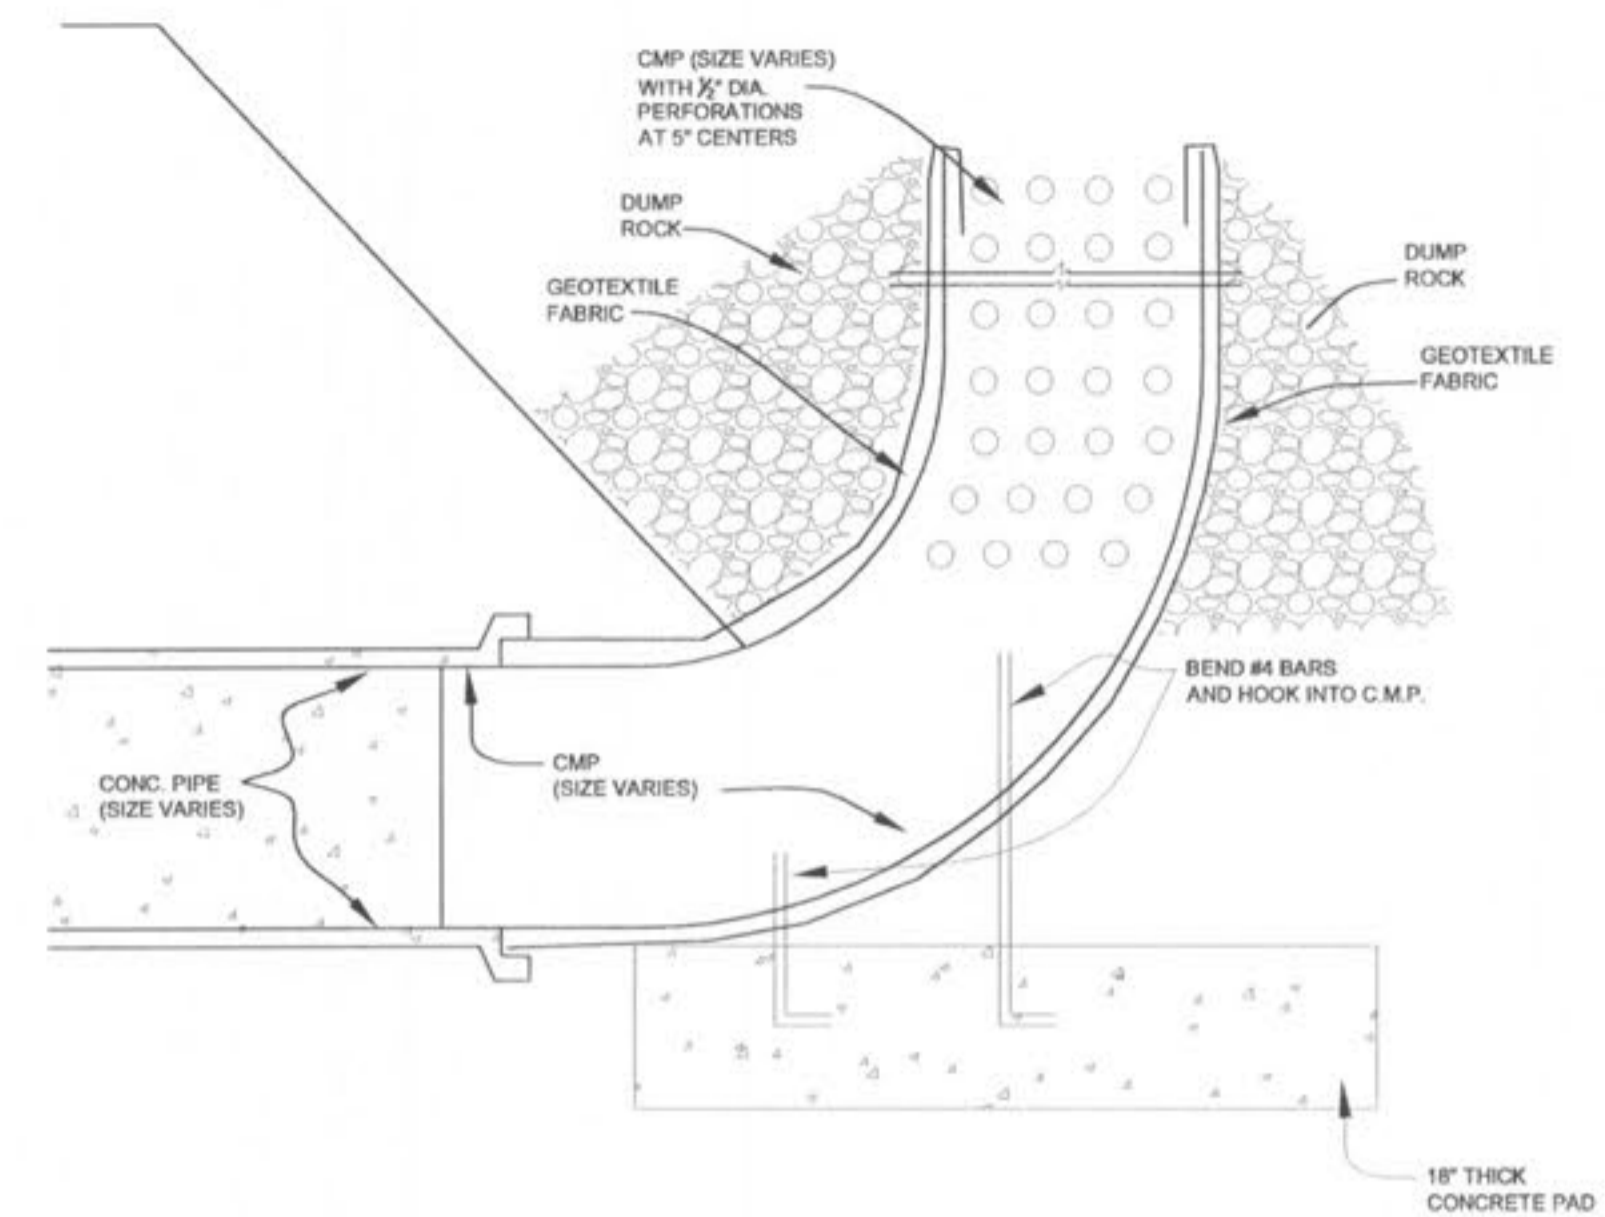 CMP (SIZE VARIES)
WITH ½" DIA.
PERFORATIONS
AT 5" CENTERS
DUMP
ROCK
GEOTEXTILE
FABRIC
DUMP
ROCK
GEOTEXTILE
FABRIC
BEND #4 BARS
AND HOOK INTO C.M.P.
CMP
(SIZE VARIES)
CONC. PIPE
(SIZE VARIES)
18" THICK
CONCRETE PAD